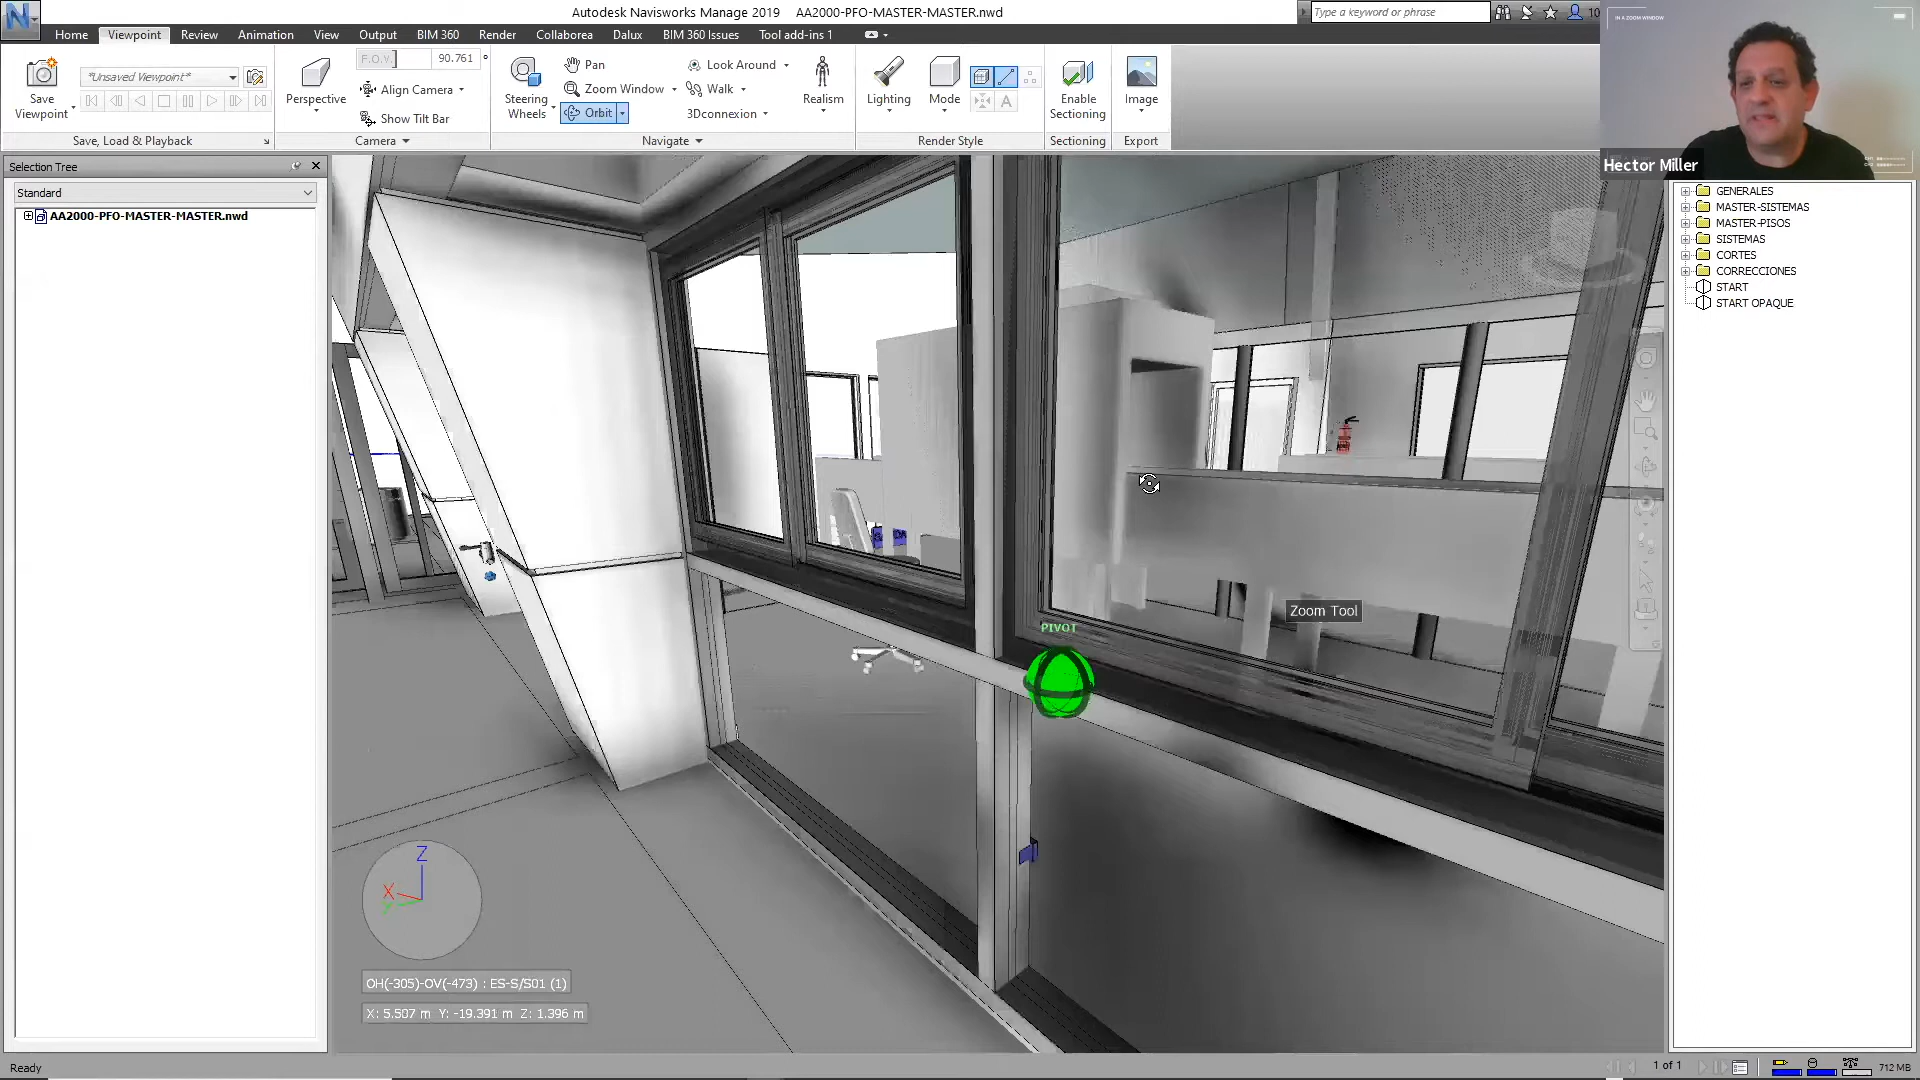 Autodesk Navisworks Manage 2019 AA2000-PFO-MASTER-MASTER.nwd
Type a keyword or phrase
10
IN A ZOOM WINDOW
Home Viewpoint Review Animation View Output BIM 360 Render Collaborea Dalux BIM 360 Issues Tool add-ins 1
*Unsaved Viewpoint*
Save
Viewpoint
Save, Load & Playback
Perspective
F.O.V.
90.761 °
Align Camera
Show Tilt Bar
Camera
Steering
Wheels
Pan
Zoom Window
Orbit
Look Around
Walk
3Dconnexion
Navigate
Realism
Lighting
Mode
A
Render Style
Enable
Sectioning
Sectioning
Image
Export
Hector Miller
Selection Tree
Standard
AA2000-PFO-MASTER-MASTER.nwd
GENERALES
MASTER-SISTEMAS
MASTER-PISOS
SISTEMAS
CORTES
CORRECCIONES
START
START OPAQUE
Zoom Tool
PIVOT
Z
X
Y
OH(-305)-OV(-473) : ES-S/S01 (1)
X: 5.507 m Y: -19.391 m Z: 1.396 m
Ready
1 of 1
712 MB